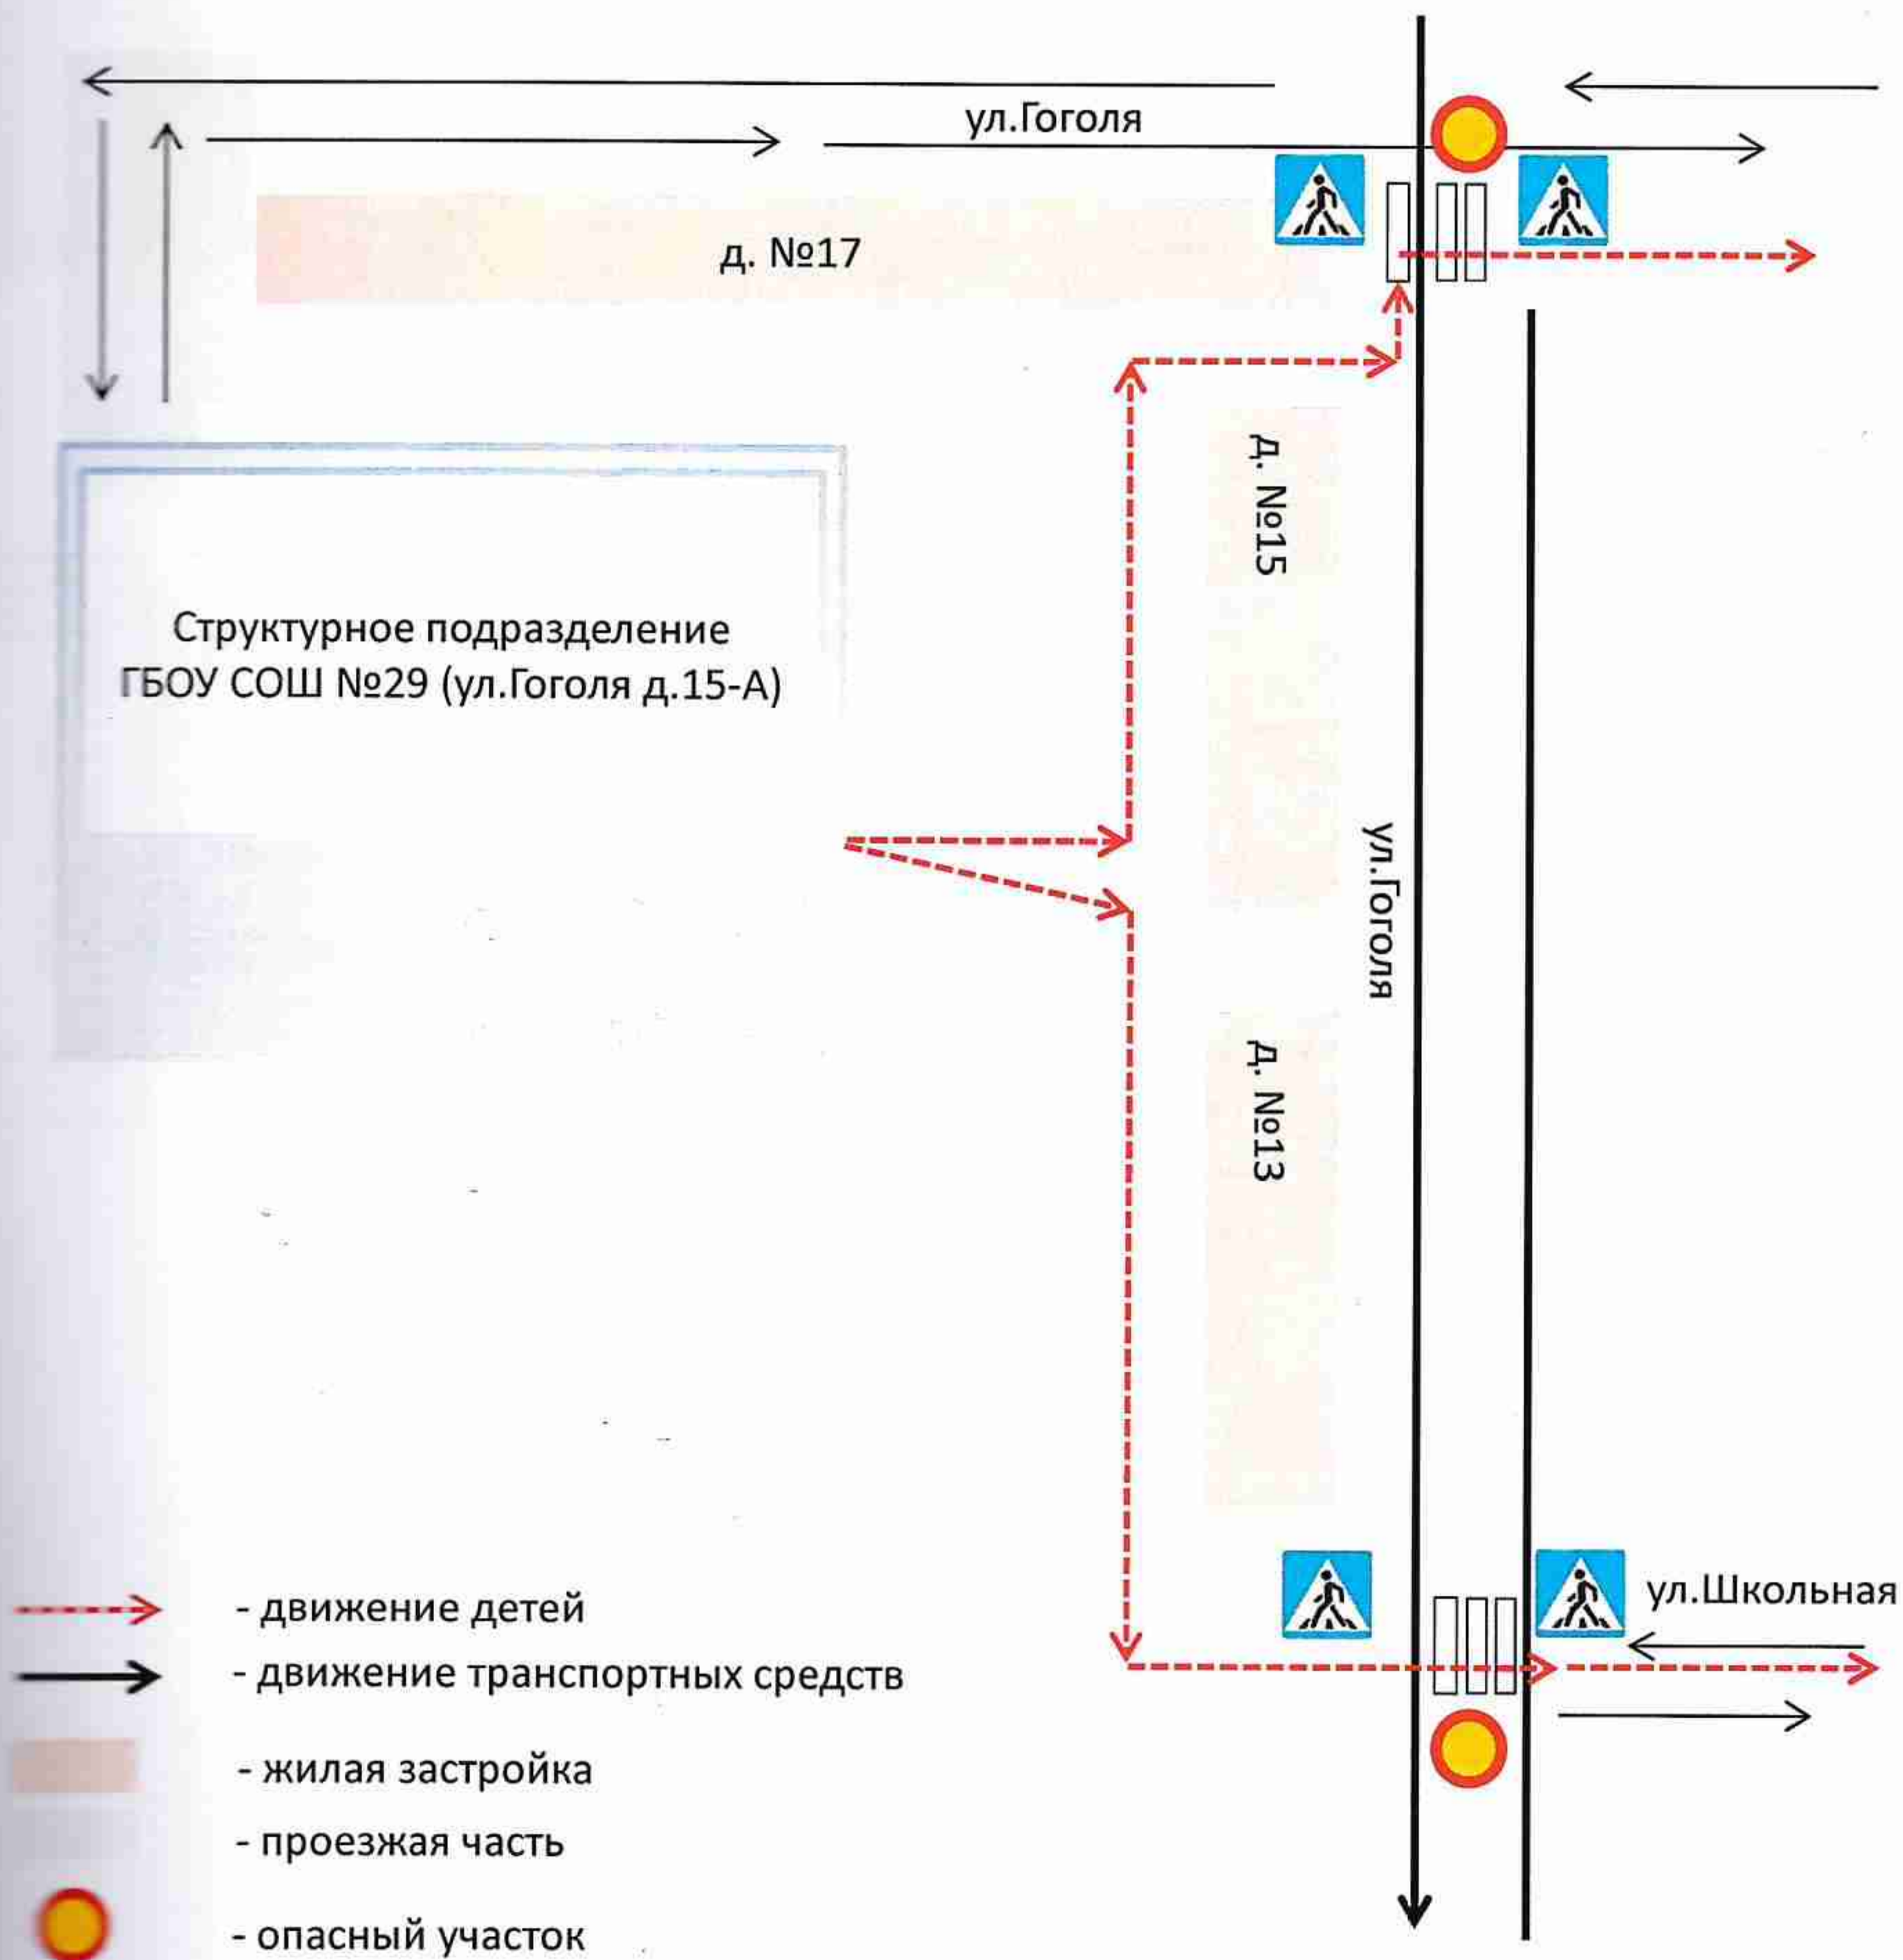 ул.Гоголя
д. №17
д. №15
Структурное подразделение
ГБОУ СОШ №29 (ул.Гоголя д.15-А)
ул.Гоголя
д. №13
ул.Школьная
- движение детей
- движение транспортных средств
- жилая застройка
- проезжая часть
- опасный участок